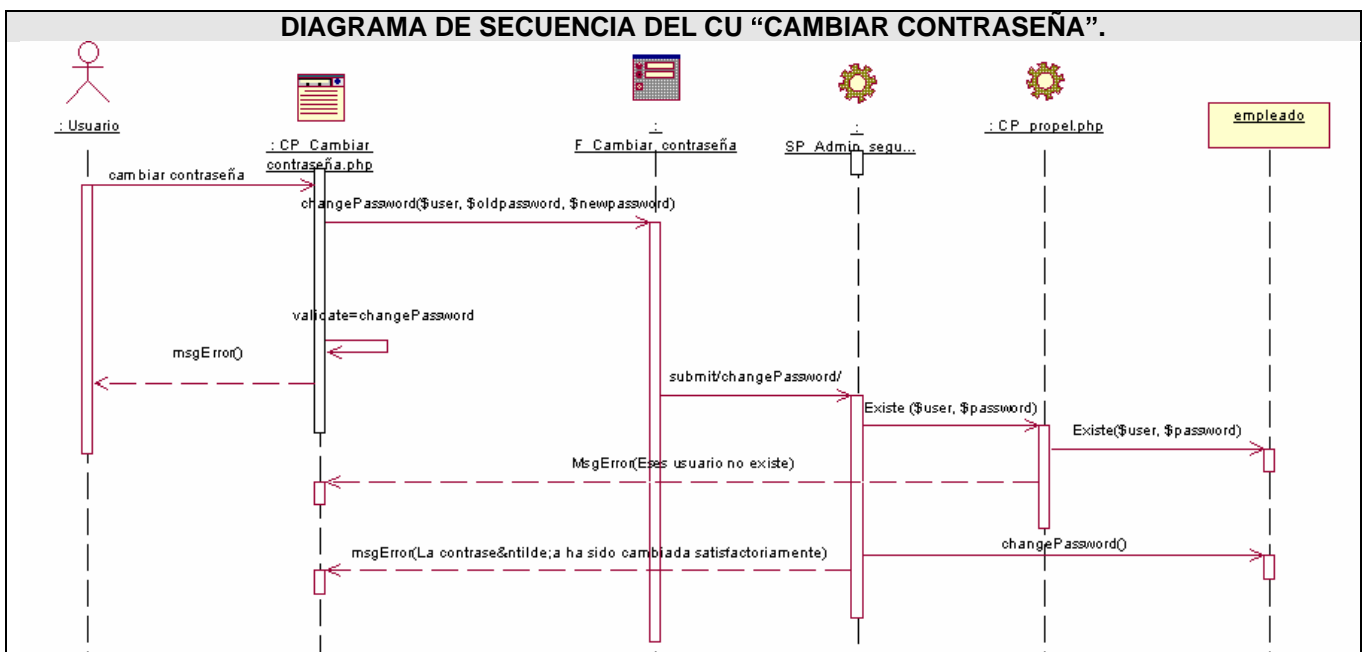 DIAGRAMA DE SECUENCIA DEL CU “CAMBIAR CONTRASEÑA”.
: Usuario
: CP_Cambiar
contraseña.php
:
F_Cambiar_contraseña
:
SP_Admin_segu...
: CP_propel.php
empleado
cambiar contraseña
changePassword($user, $oldpassword, $newpassword)
validate=changePassword
msgError()
submit/changePassword/
Existe ($user, $password)
Existe($user, $password)
MsgError(Eses usuario no existe)
changePassword()
msgError(La contrase&ntilde;a ha sido cambiada satisfactoriamente)